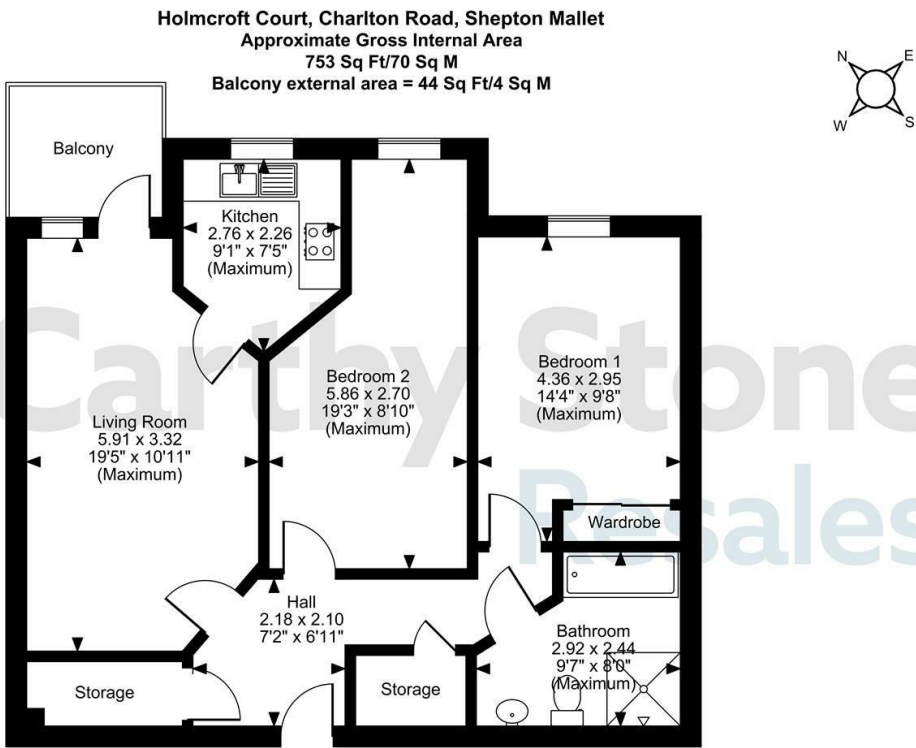 Holmcroft Court, Charlton Road, Shepton Mallet
Approximate Gross Internal Area
753 Sq Ft/70 Sq M
Balcony external area = 44 Sq Ft/4 Sq M
N
E
W
S
Balcony
Kitchen
2.76 x 2.26
9'1" x 7'5"
(Maximum)
Bedroom 1
4.36 x 2.95
14'4" x 9'8"
(Maximum)
Bedroom 2
5.86 x 2.70
19'3" x 8'10"
(Maximum)
Living Room
5.91 x 3.32
19'5" x 10'11"
(Maximum)
Carthy Stone
Resales
Wardrobe
Hall
2.18 x 2.10
7'2" x 6'11"
Bathroom
2.92 x 2.44
9'7" x 8'0"
(Maximum)
Storage
Storage